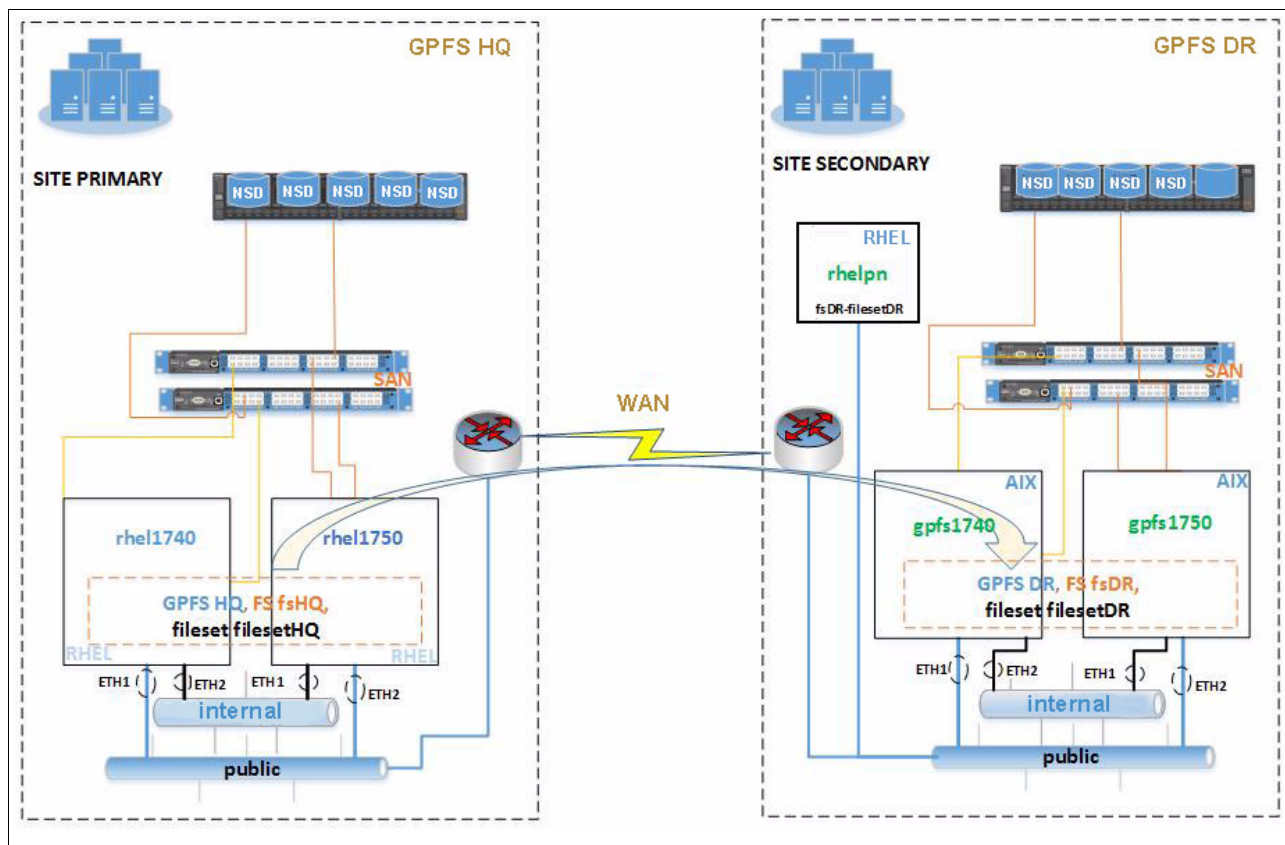 GPFS HQ
SITE PRIMARY
NSD NSD NSD NSD NSD
SAN
rhel1740
rhel1750
GPFS HQ, FS fsHQ,
fileset filesetHQ
RHEL
RHEL
ETH1
ETH2
ETH1
ETH2
internal
public
WAN
GPFS DR
SITE SECONDARY
NSD NSD NSD NSD
RHEL
rhelpn
fsDR-filesetDR
SAN
AIX
gpfs1740
AIX
gpfs1750
GPFS DR, FS fsDR,
fileset filesetDR
ETH1
ETH2
ETH1
ETH2
internal
public